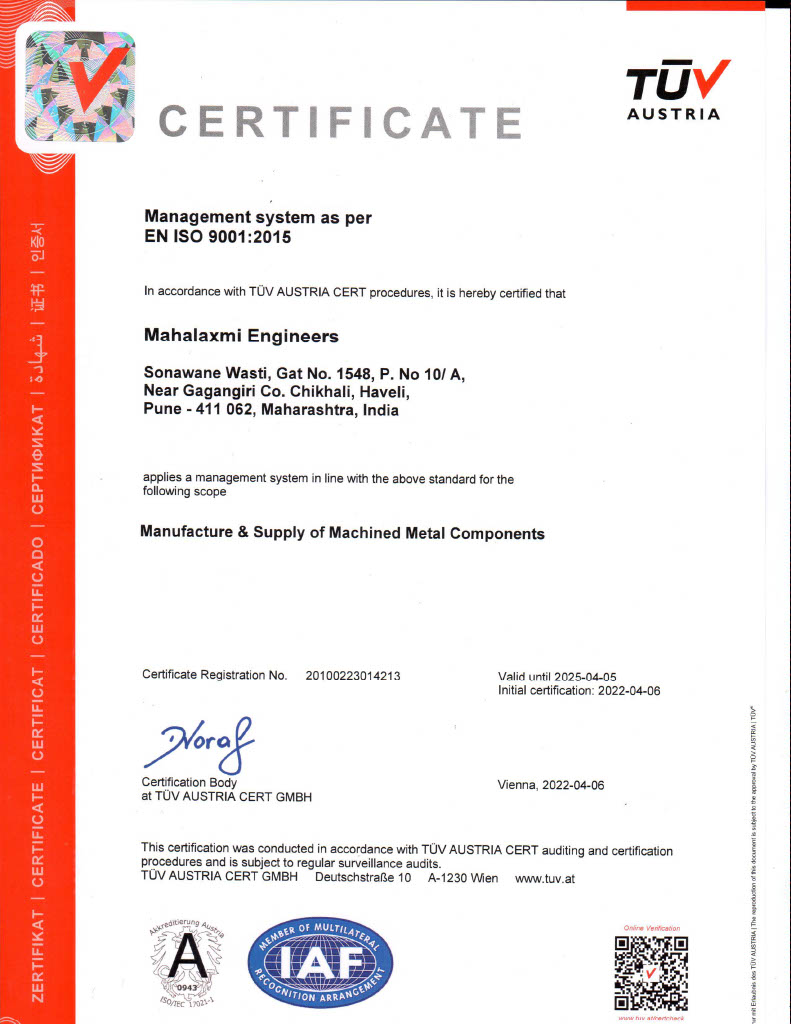 CERTIFICATE
TÜV
AUSTRIA
Management system as per
EN ISO 9001:2015
In accordance with TÜV AUSTRIA CERT procedures, it is hereby certified that
Mahalaxmi Engineers
Sonawane Wasti, Gat No. 1548, P. No 10/ A,
Near Gagangiri Co. Chikhali, Haveli,
Pune - 411 062, Maharashtra, India
applies a management system in line with the above standard for the
following scope
Manufacture & Supply of Machined Metal Components
Certificate Registration No. 20100223014213
Valid until 2025-04-05
Initial certification: 2022-04-06
Certification Body
at TÜV AUSTRIA CERT GMBH
Vienna, 2022-04-06
This certification was conducted in accordance with TÜV AUSTRIA CERT auditing and certification
procedures and is subject to regular surveillance audits.
TÜV AUSTRIA CERT GMBH Deutschstraße 10 A-1230 Wien www.tuv.at
Akkreditierung Austria
A
0943
ISO/IEC 17021-1
MEMBER OF MULTILATERAL
IAF
RECOGNITION ARRANGEMENT
Online Verification
www.tuv.at/certcheck
ZERTIFIKAT | CERTIFICATE | CERTIFICAT | CERTIFICADO | СЕРТИФИКАТ | شهادة | 证书 | 인증서
ur mit Erlaubnis des TÜV AUSTRIA | The reproduction of this document is subject to the approval by TÜV AUSTRIA | TÜV®